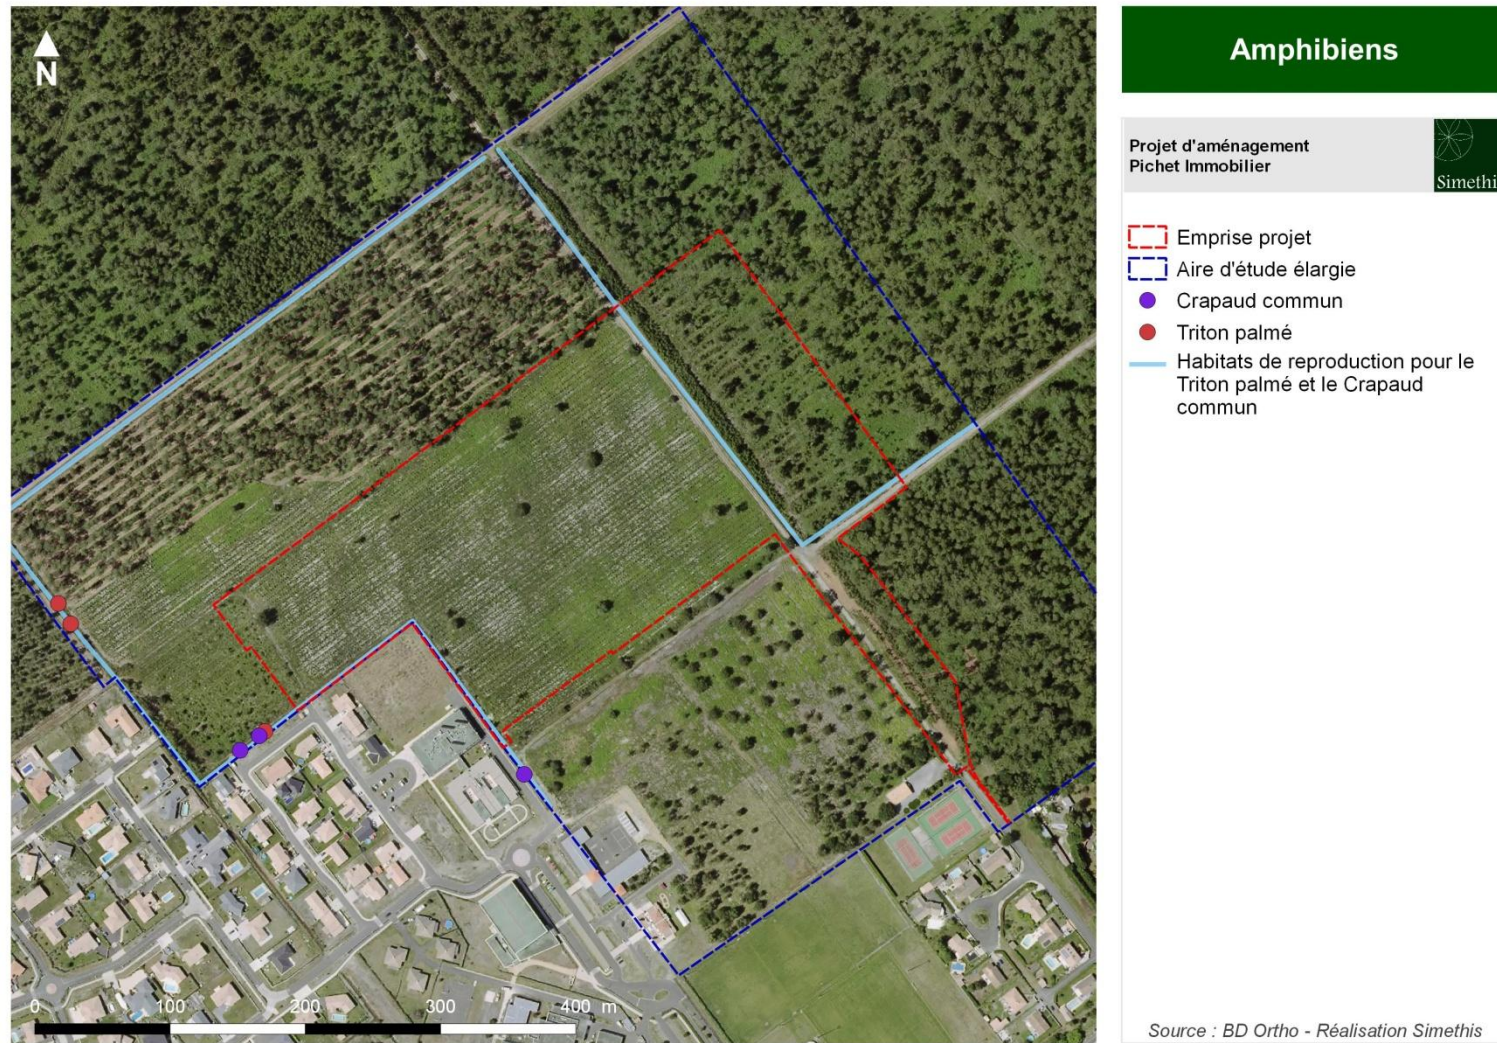 N
Amphibiens
Projet d'aménagement
Pichet Immobilier
Simethi
Emprise projet
Aire d'étude élargie
Crapaud commun
Triton palmé
Habitats de reproduction pour le
Triton palmé et le Crapaud
commun
0 100 200 300 400 m
Source : BD Ortho - Réalisation Simethis